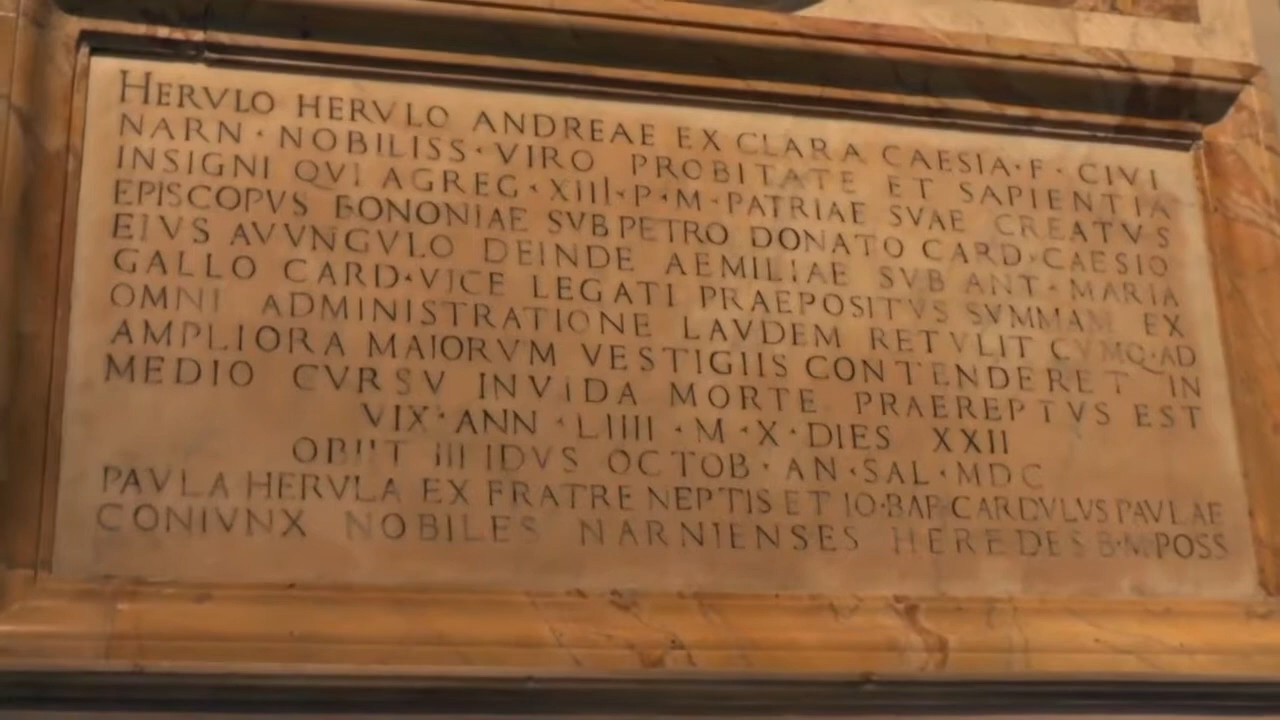 HERVLO HERVLO ANDREAE EX CLARA CAESIA·F·CIVI
NARN·NOBILISS·VIRO PROBITATE ET SAPIENTIA
INSIGNI QVI A GREG·XIII·P·M·PATRIAE SVAE CREATVS
EPISCOPVS BONONIAE SVB PETRO DONATO CARD·CAESIO
EIVS AVVNGVLO DEINDE AEMILIAE SVB ANT·MARIA
GALLO CARD·VICE LEGATI PRAEPOSITVS SVMMAM EX
OMNI ADMINISTRATIONE LAVDEM RETVLIT CVMQ·AD
AMPLIORA MAIORVM VESTIGIIS CONTENDERET IN
MEDIO CVRSV INVIDA MORTE PRAEREPTVS EST
VIX·ANN·LIIII·M·X·DIES XXII
OBIIT III IDVS OCTOB·AN·SAL·MDC
PAVLA HERVLA EX FRATRE NEPTIS ET IO·BAP·CARDVLVS PAVLAE
CONIVNX NOBILES NARNIENSES HEREDES B·M·POSS